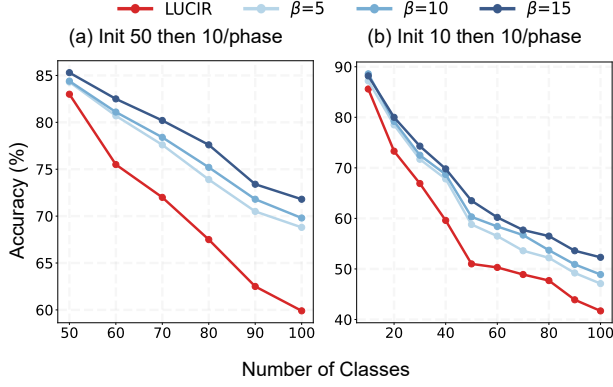 LUCIR β=5 β=10 β=15
(a) Init 50 then 10/phase (b) Init 10 then 10/phase
Accuracy (%)
85
80
75
70
65
60
50 60 70 80 90 100
90
80
70
60
50
40
20 40 60 80 100
Number of Classes